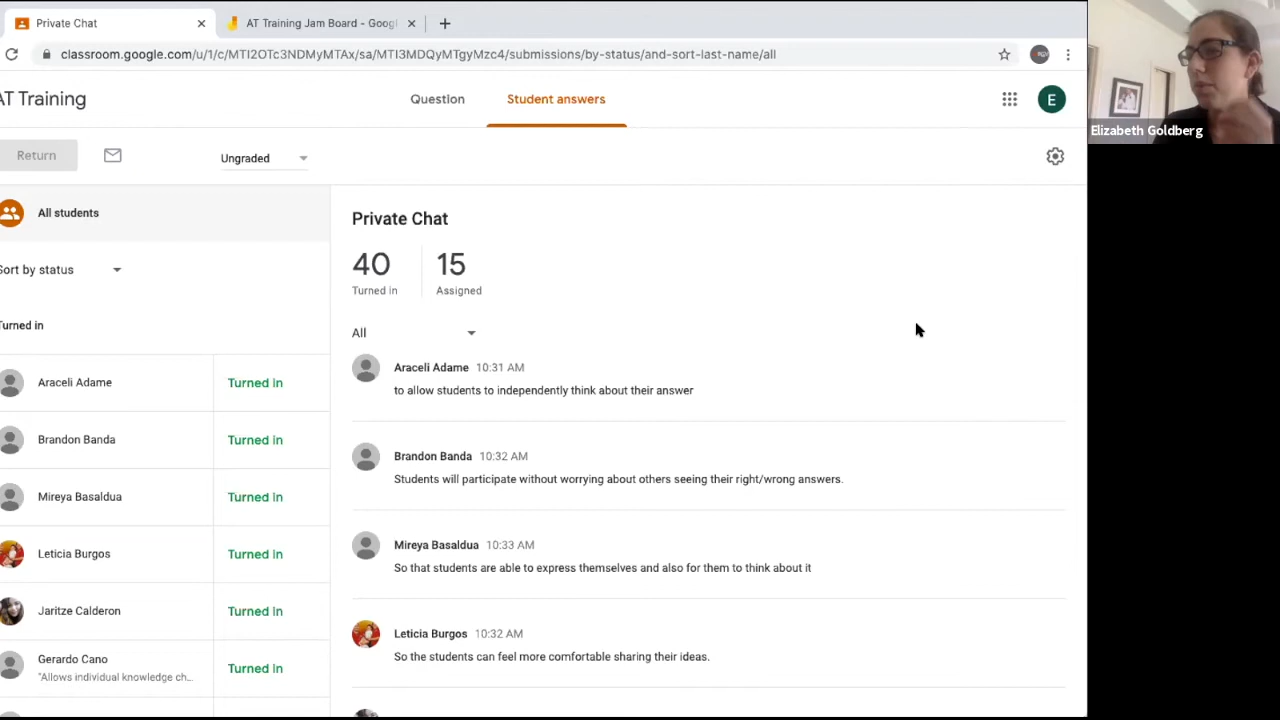 Private Chat
AT Training Jam Board - Goog
classroom.google.com/u/1/c/MTI2OTc3NDMyMTAx/sa/MTI3MDQyMTgyMzc4/submissions/by-status/and-sort-last-name/all
AT Training
Question
Student answers
E
Elizabeth Goldberg
Return
Ungraded
All students
Sort by status
Turned in
Araceli Adame
Turned in
Brandon Banda
Turned in
Mireya Basaldua
Turned in
Leticia Burgos
Turned in
Jaritze Calderon
Turned in
Gerardo Cano
"Allows individual knowledge ch...
Turned in
Private Chat
40
Turned in
15
Assigned
All
Araceli Adame 10:31 AM
to allow students to independently think about their answer
Brandon Banda 10:32 AM
Students will participate without worrying about others seeing their right/wrong answers.
Mireya Basaldua 10:33 AM
So that students are able to express themselves and also for them to think about it
Leticia Burgos 10:32 AM
So the students can feel more comfortable sharing their ideas.